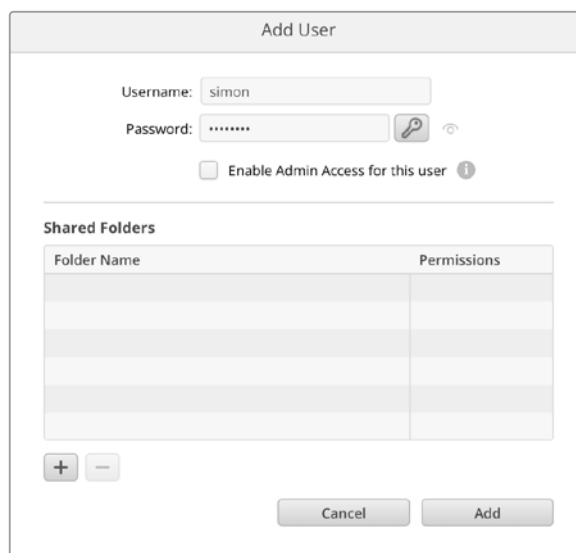 Add User
Username: simon
Password: ••••••••
Enable Admin Access for this user
Shared Folders
Folder Name Permissions
Cancel Add